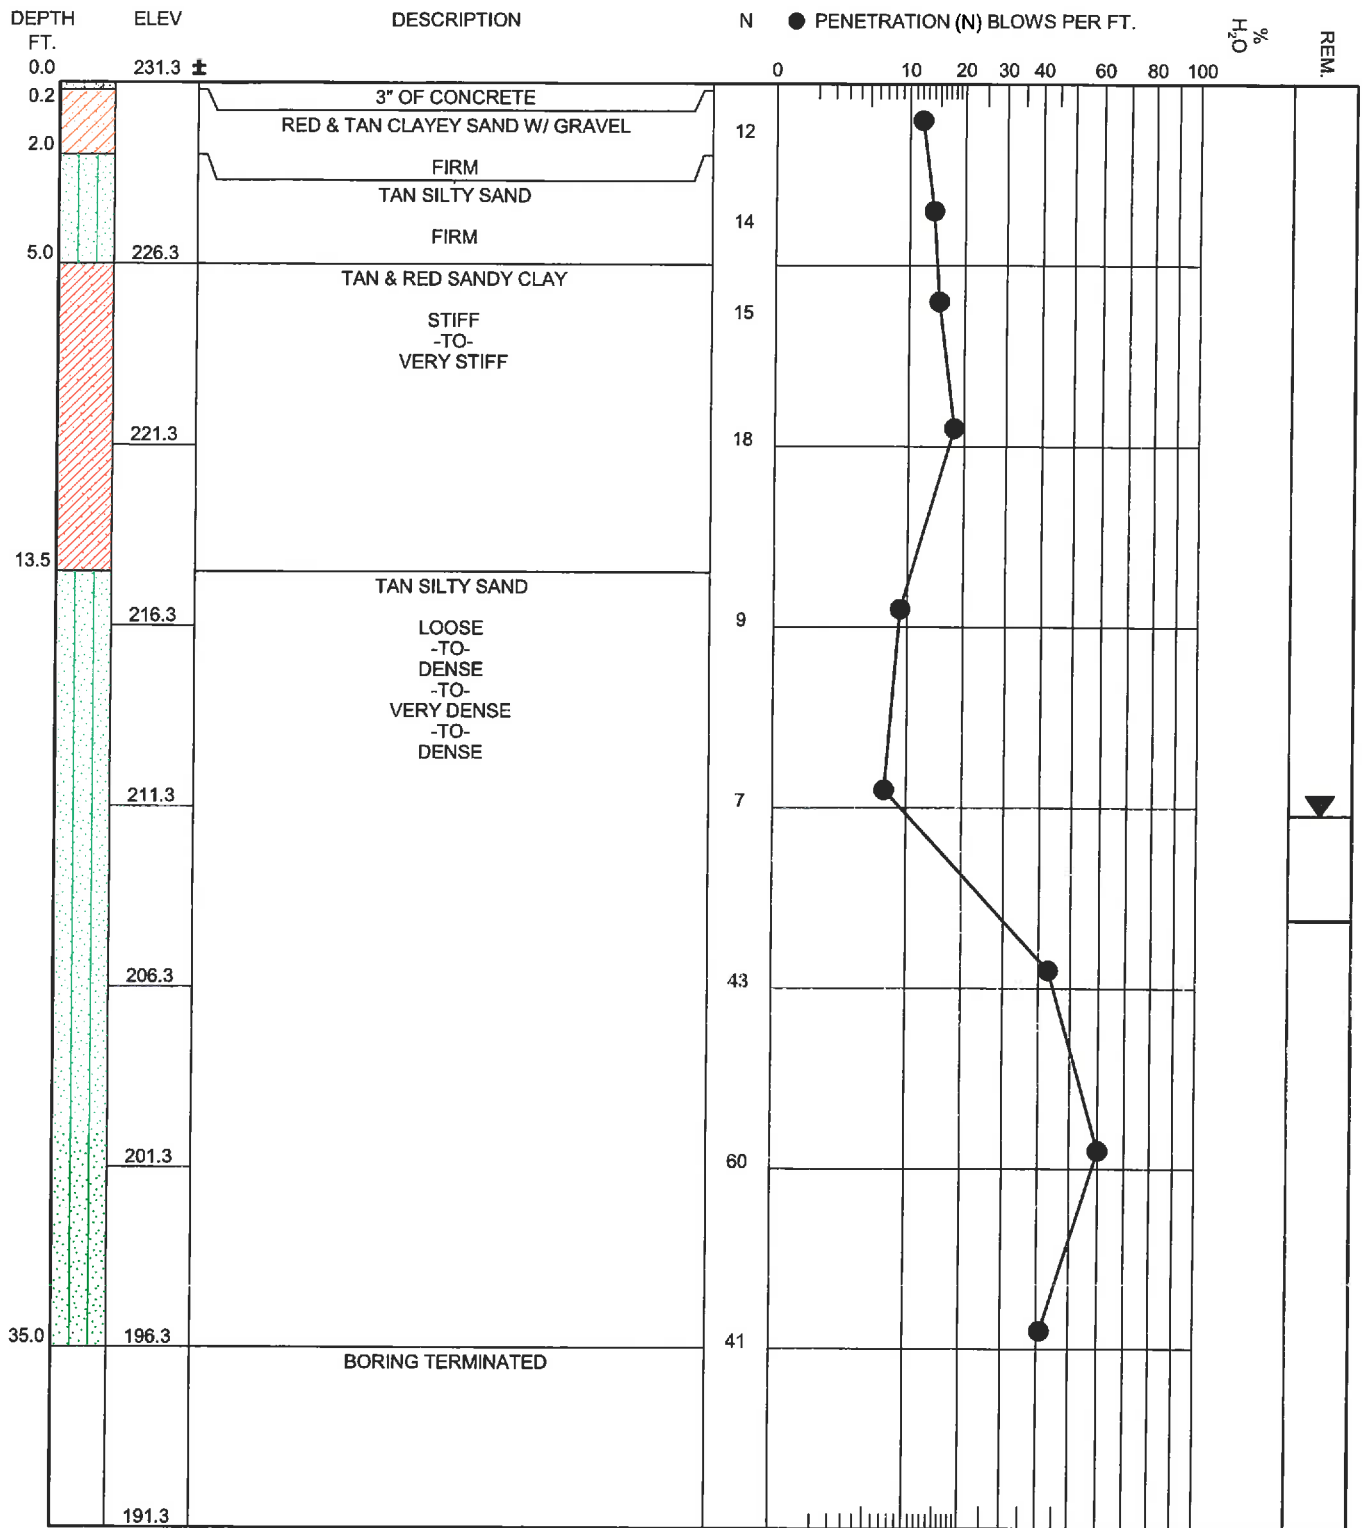 DEPTH ELEV DESCRIPTION N ● PENETRATION (N) BLOWS PER FT. % H₂O REM.
FT.
0.0 231.3 ± 0 10 20 30 40 60 80 100
0.2 3" OF CONCRETE
RED & TAN CLAYEY SAND W/ GRAVEL 12
2.0
FIRM
TAN SILTY SAND
14
FIRM
5.0 226.3
TAN & RED SANDY CLAY
STIFF 15
-TO-
VERY STIFF
221.3 18
13.5
TAN SILTY SAND
216.3 9
LOOSE
-TO-
DENSE
-TO-
VERY DENSE
-TO-
DENSE
211.3 7
206.3 43
201.3 60
35.0 196.3 41
BORING TERMINATED
191.3